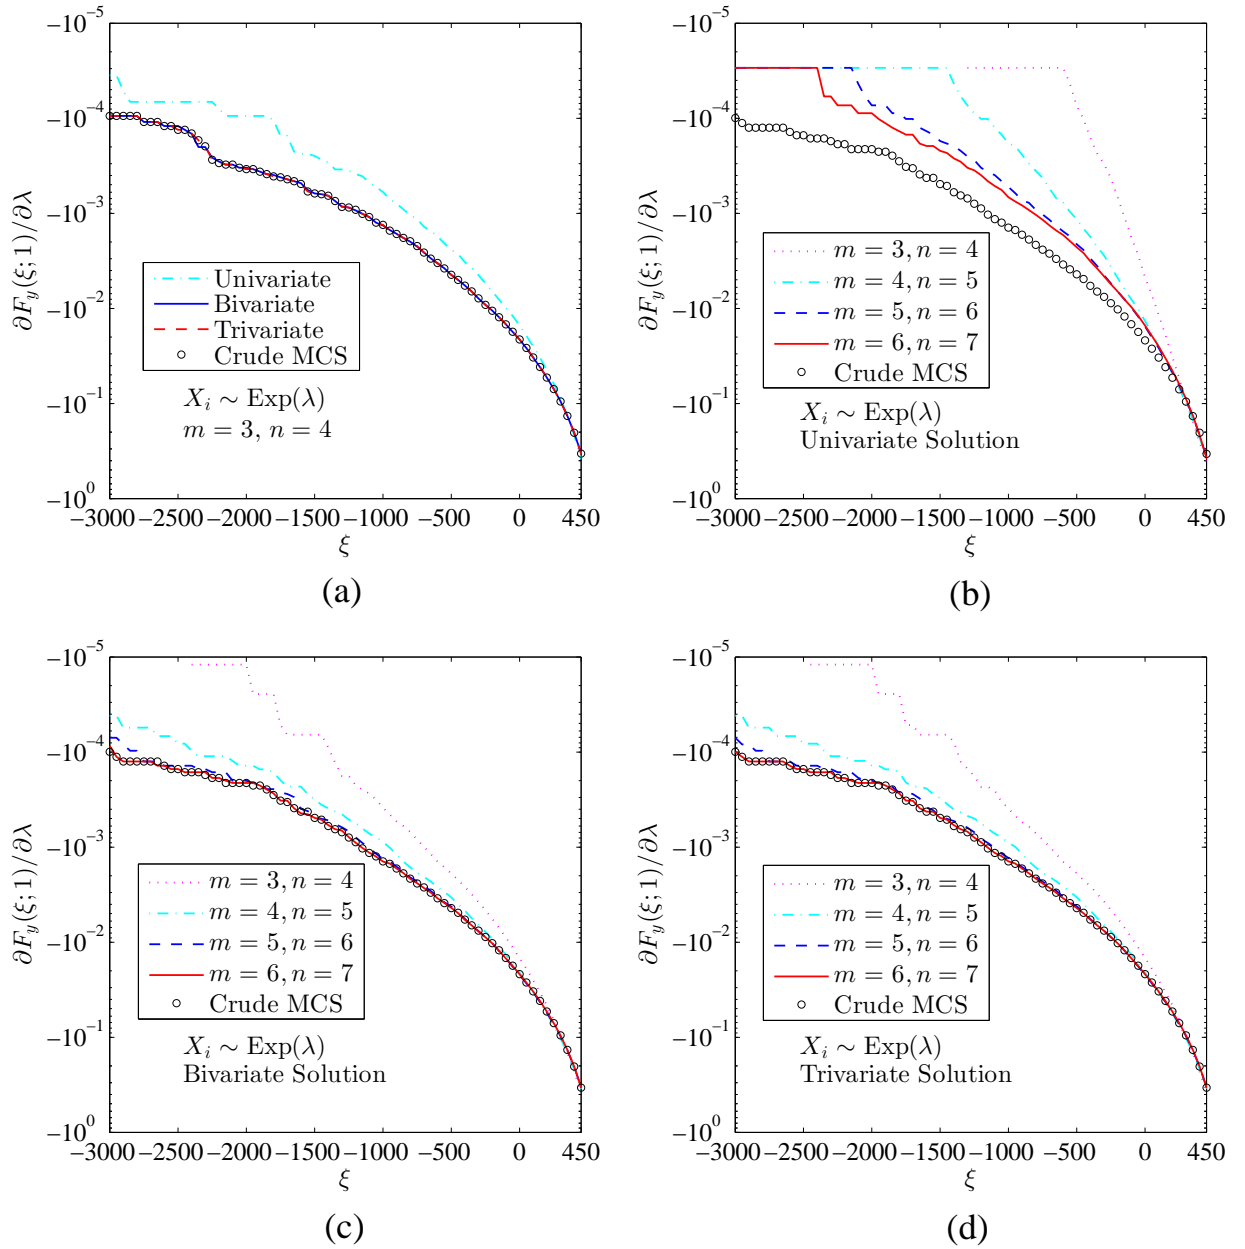 −10^{-5}
−10^{-4}
−10^{-3}
−10^{-2}
−10^{-1}
−10^{0}
∂F_y(ξ; 1)/∂λ
Univariate
Bivariate
Trivariate
Crude MCS
X_i ∼ Exp(λ)
m = 3, n = 4
−3000 −2500 −2000 −1500 −1000 −500 0 450
ξ
(a)
−10^{-5}
−10^{-4}
−10^{-3}
−10^{-2}
−10^{-1}
−10^{0}
∂F_y(ξ; 1)/∂λ
m = 3, n = 4
m = 4, n = 5
m = 5, n = 6
m = 6, n = 7
Crude MCS
X_i ∼ Exp(λ)
Univariate Solution
−3000 −2500 −2000 −1500 −1000 −500 0 450
ξ
(b)
−10^{-5}
−10^{-4}
−10^{-3}
−10^{-2}
−10^{-1}
−10^{0}
∂F_y(ξ; 1)/∂λ
m = 3, n = 4
m = 4, n = 5
m = 5, n = 6
m = 6, n = 7
Crude MCS
X_i ∼ Exp(λ)
Bivariate Solution
−3000 −2500 −2000 −1500 −1000 −500 0 450
ξ
(c)
−10^{-5}
−10^{-4}
−10^{-3}
−10^{-2}
−10^{-1}
−10^{0}
∂F_y(ξ; 1)/∂λ
m = 3, n = 4
m = 4, n = 5
m = 5, n = 6
m = 6, n = 7
Crude MCS
X_i ∼ Exp(λ)
Trivariate Solution
−3000 −2500 −2000 −1500 −1000 −500 0 450
ξ
(d)